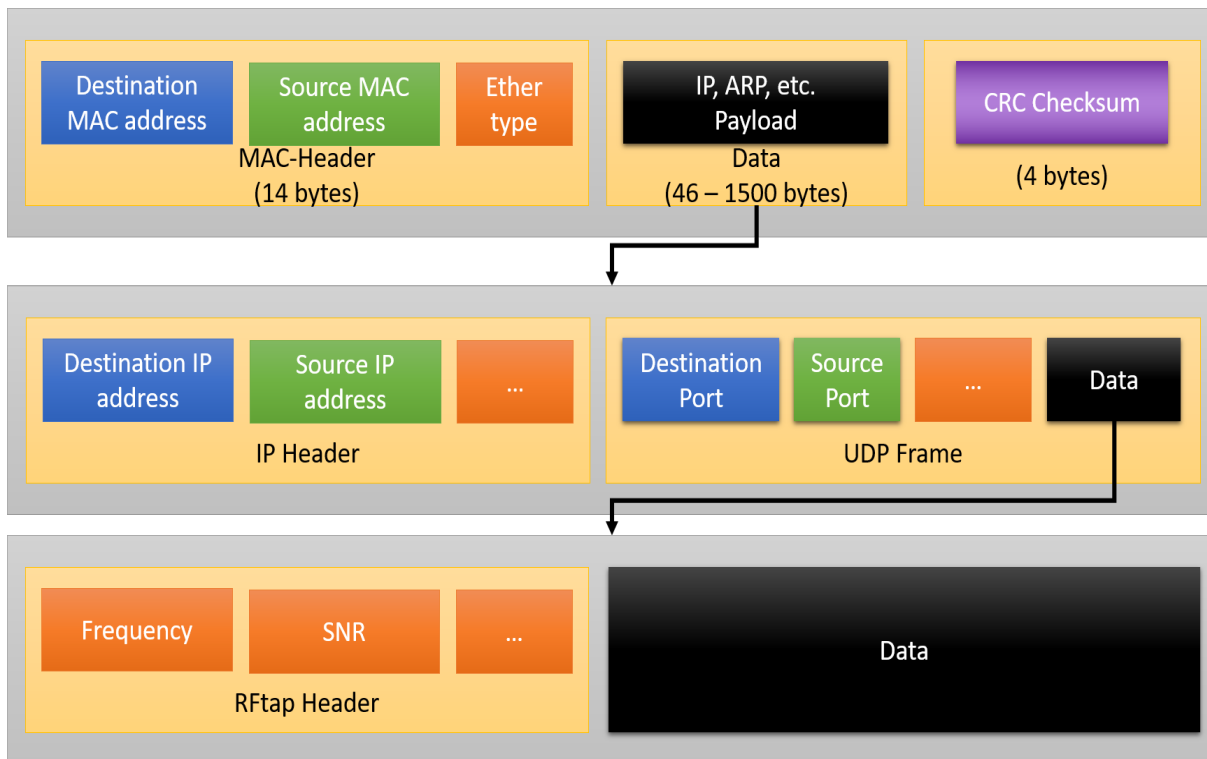 Destination
MAC address
Source MAC
address
Ether
type
MAC-Header
(14 bytes)
IP, ARP, etc.
Payload
Data
(46 – 1500 bytes)
CRC Checksum
(4 bytes)
Destination IP
address
Source IP
address
...
IP Header
Destination
Port
Source
Port
...
Data
UDP Frame
Frequency
SNR
...
RFtap Header
Data